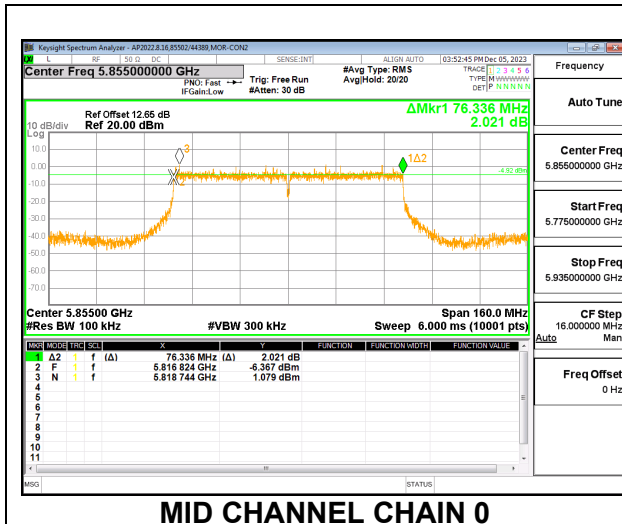 Keysight Spectrum Analyzer - AP2022.8.16,85502/44389,MOR-CON2
LXI L RF 50 Ω DC SENSE:INT ALIGN AUTO 03:52:45 PM Dec 05, 2023
Center Freq 5.855000000 GHz #Avg Type: RMS TRACE 1 2 3 4 5 6
PNO: Fast Trig: Free Run Avg|Hold: 20/20 TYPE M WWWWW
IFGain:Low #Atten: 30 dB DET P N N N N N
Frequency
Auto Tune
Center Freq
5.855000000 GHz
Start Freq
5.775000000 GHz
Stop Freq
5.935000000 GHz
CF Step
16.000000 MHz
Auto Man
Freq Offset
0 Hz
Ref Offset 12.65 dB ΔMkr1 76.336 MHz
10 dB/div Ref 20.00 dBm 2.021 dB
Log
10.0
0.00
-10.0
-20.0
-30.0
-40.0
-50.0
-60.0
-70.0
3
2
1Δ2
-4.92 dBm
Center 5.85500 GHz Span 160.0 MHz
#Res BW 100 kHz #VBW 300 kHz Sweep 6.000 ms (10001 pts)
MKR MODE TRC SCL X Y FUNCTION FUNCTION WIDTH FUNCTION VALUE
1 Δ2 1 f (Δ) 76.336 MHz (Δ) 2.021 dB
2 F 1 f 5.816 824 GHz -6.367 dBm
3 N 1 f 5.818 744 GHz 1.079 dBm
4
5
6
7
8
9
10
11
MSG STATUS
MID CHANNEL CHAIN 0